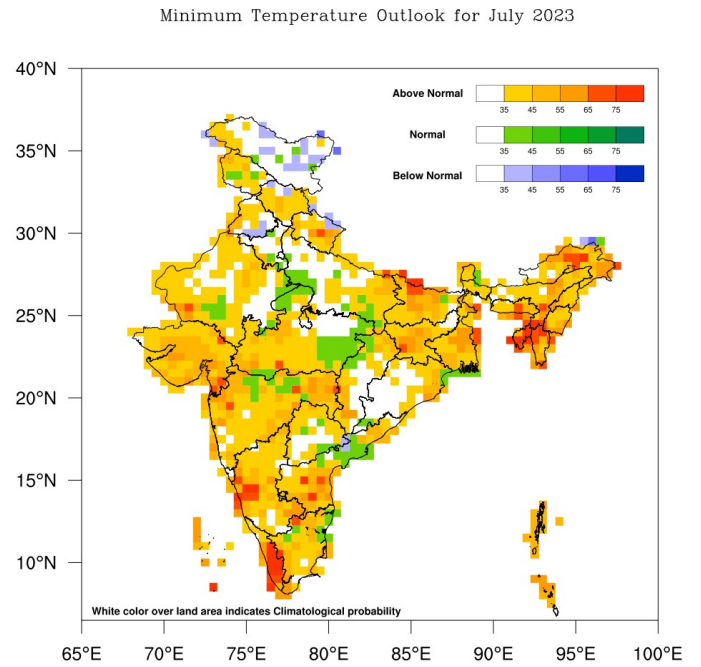 Minimum Temperature Outlook for July 2023
40°N
Above Normal
35 45 55 65 75
Normal
35 45 55 65 75
35°N
Below Normal
35 45 55 65 75
30°N
25°N
20°N
15°N
10°N
White color over land area indicates Climatological probability
65°E 70°E 75°E 80°E 85°E 90°E 95°E 100°E